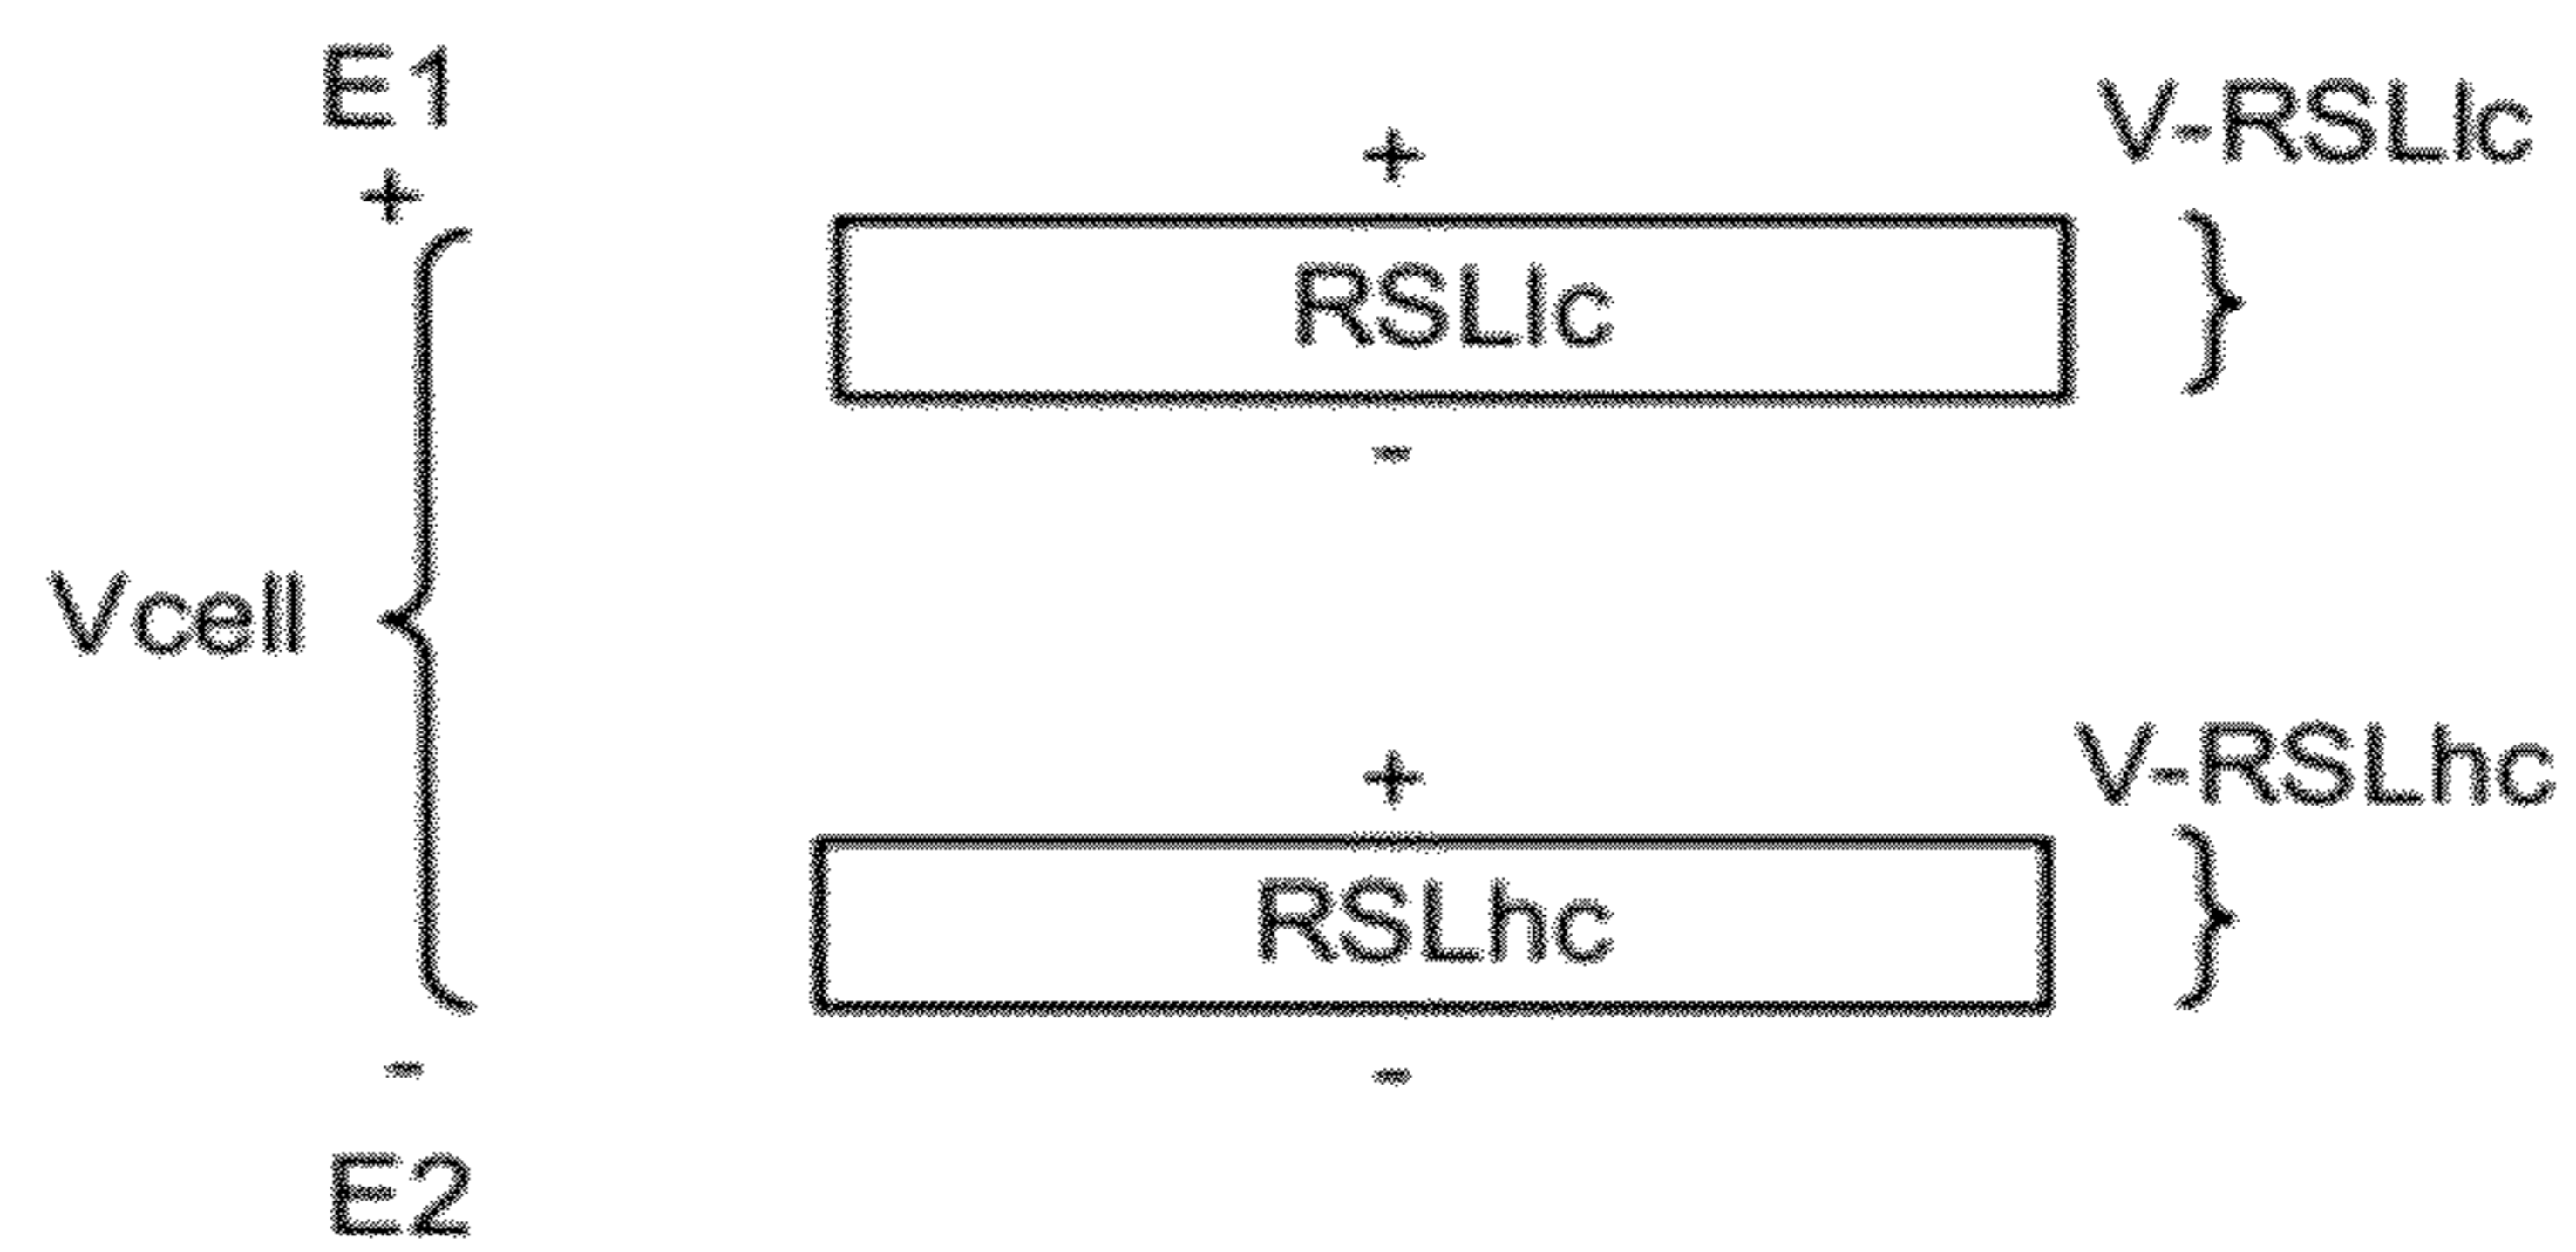 E1
V-RSLlc
+
+
RSLlc
-
Vcell
V-RSLhc
+
RSLhc
-
-
E2